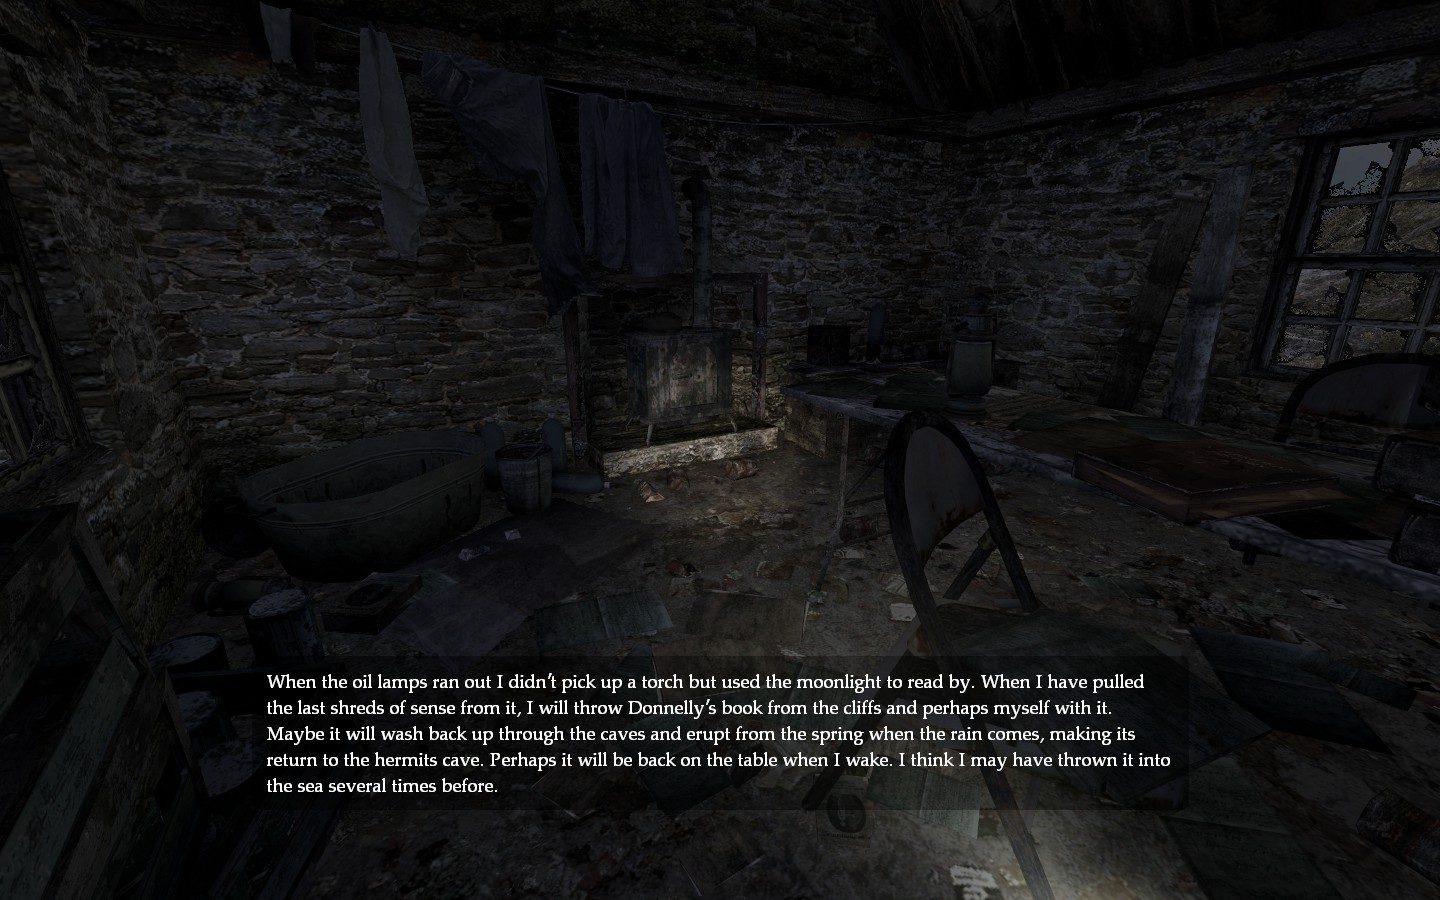 When the oil lamps ran out I didn't pick up a torch but used the moonlight to read by. When I have pulled
the last shreds of sense from it, I will throw Donnelly's book from the cliffs and perhaps myself with it.
Maybe it will wash back up through the caves and erupt from the spring when the rain comes, making its
return to the hermits cave. Perhaps it will be back on the table when I wake. I think I may have thrown it into
the sea several times before.